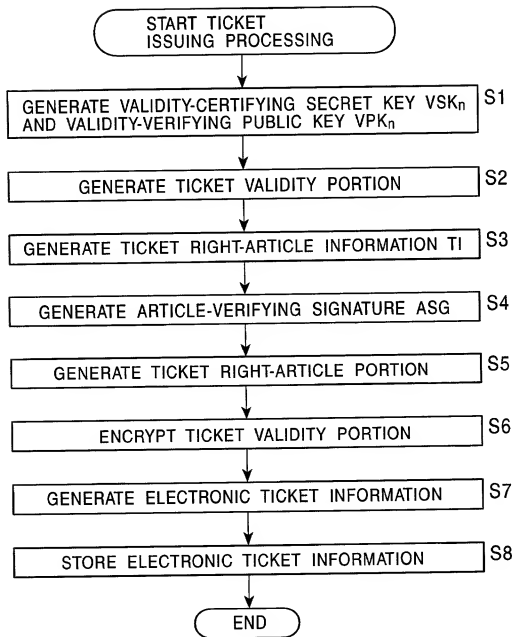 START TICKET
ISSUING PROCESSING
GENERATE VALIDITY-CERTIFYING SECRET KEY VSKn
AND VALIDITY-VERIFYING PUBLIC KEY VPKn
S1
GENERATE TICKET VALIDITY PORTION
S2
GENERATE TICKET RIGHT-ARTICLE INFORMATION TI
S3
GENERATE ARTICLE-VERIFYING SIGNATURE ASG
S4
GENERATE TICKET RIGHT-ARTICLE PORTION
S5
ENCRYPT TICKET VALIDITY PORTION
S6
GENERATE ELECTRONIC TICKET INFORMATION
S7
STORE ELECTRONIC TICKET INFORMATION
S8
END